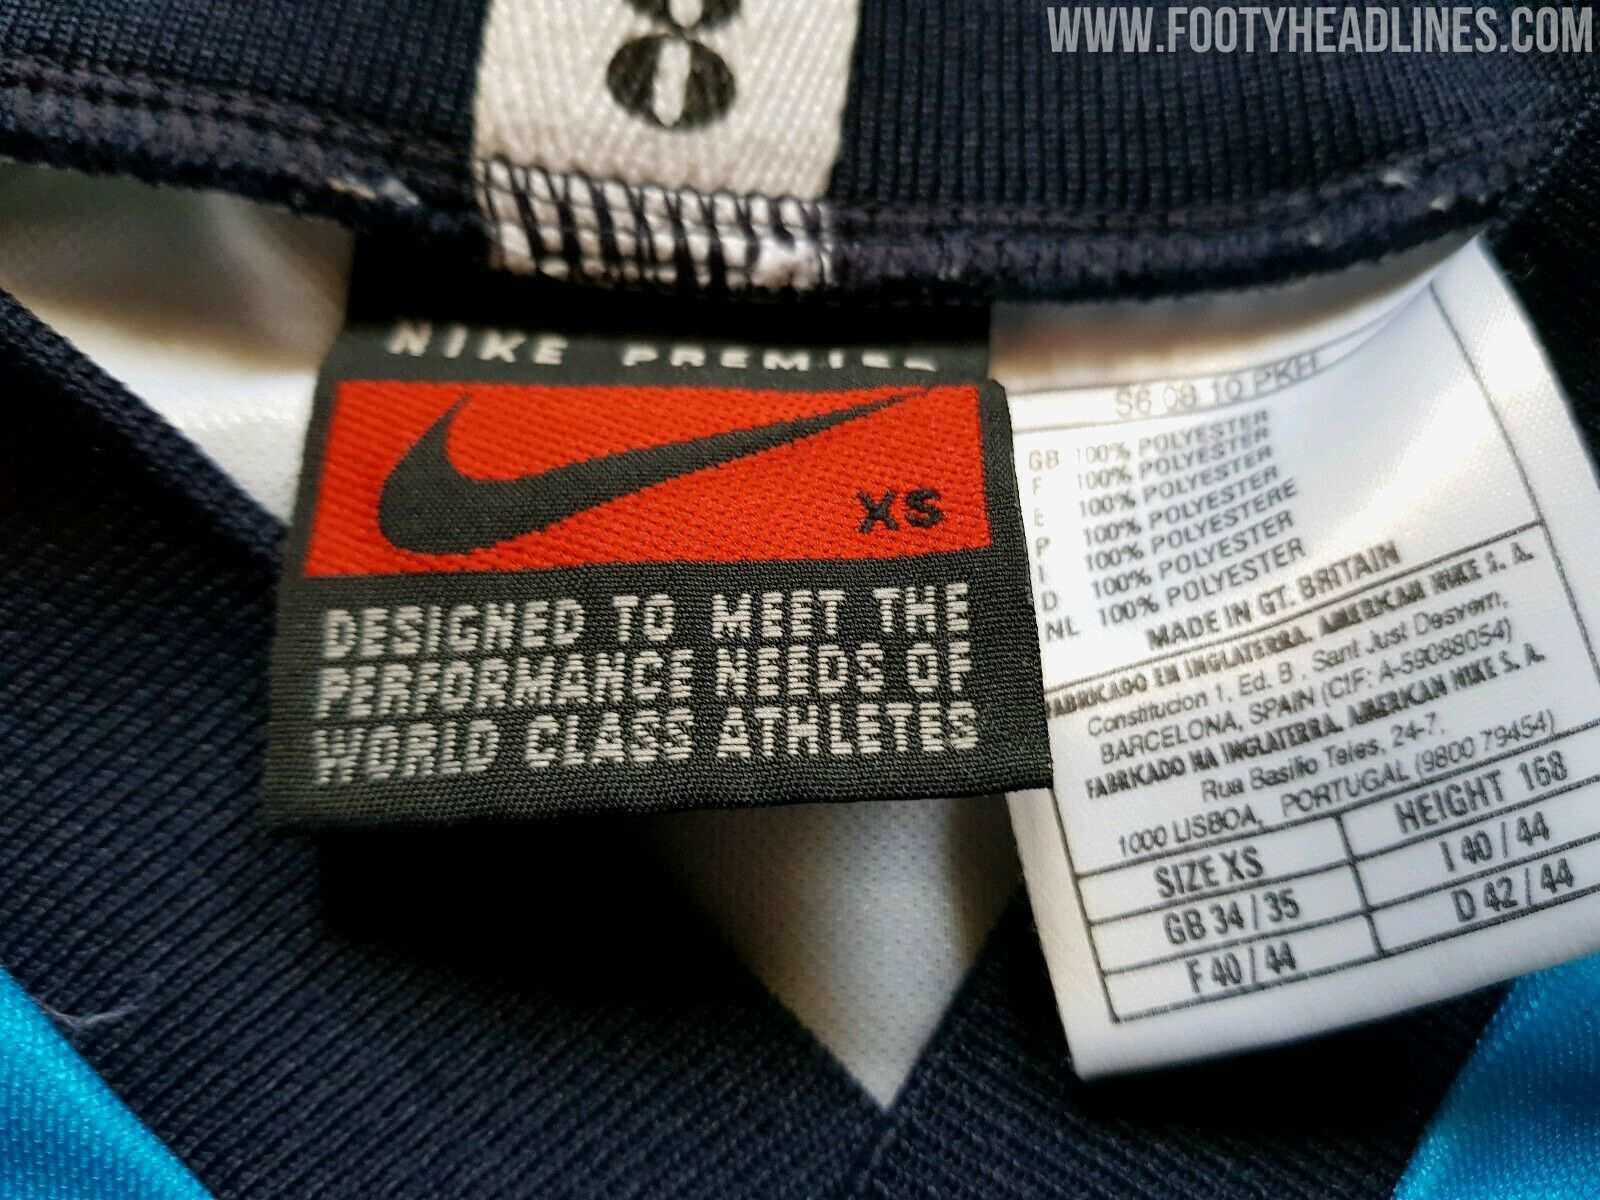 WWW.FOOTYHEADLINES.COM
8
NIKE PREMIER
XS
DESIGNED TO MEET THE
PERFORMANCE NEEDS OF
WORLD CLASS ATHLETES
S6 08 10 PKH
GB 100% POLYESTER
F 100% POLYESTER
E 100% POLYESTER
P 100% POLYESTER
I 100% POLYESTERE
D 100% POLYESTER
NL 100% POLYESTER
MADE IN GT. BRITAIN
FABRICADO EN INGLATERRA. AMERICAN NIKE S. A.
Constitucion 1, Ed. B, Sant Just Desvern,
BARCELONA, SPAIN (CIF: A-59088054)
FABRICADO NA INGLATERRA. AMERICAN NIKE S. A.
Rua Basilio Teles, 24-7,
1000 LISBOA, PORTUGAL (9800 79454)
SIZE XS HEIGHT 168
GB 34 / 35 I 40 / 44
F 40 / 44 D 42 / 44